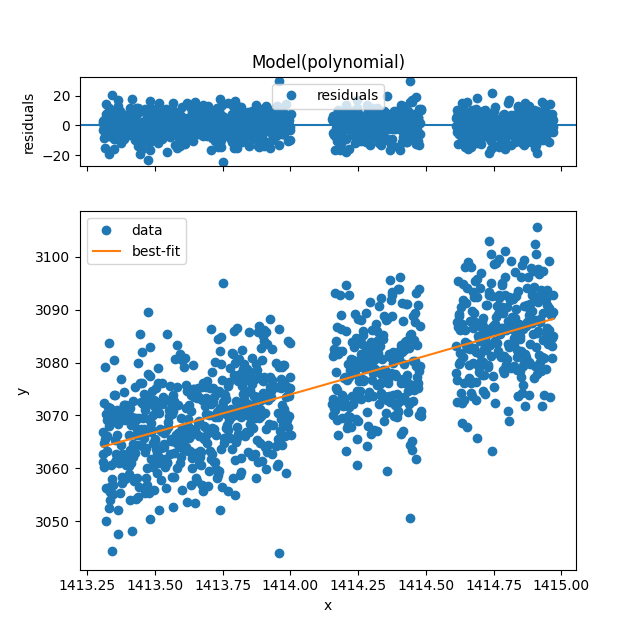 Model(polynomial)
residuals
20
0
−20
residuals
data
best-fit
3100
3090
3080
3070
3060
3050
y
1413.25 1413.50 1413.75 1414.00 1414.25 1414.50 1414.75 1415.00
x